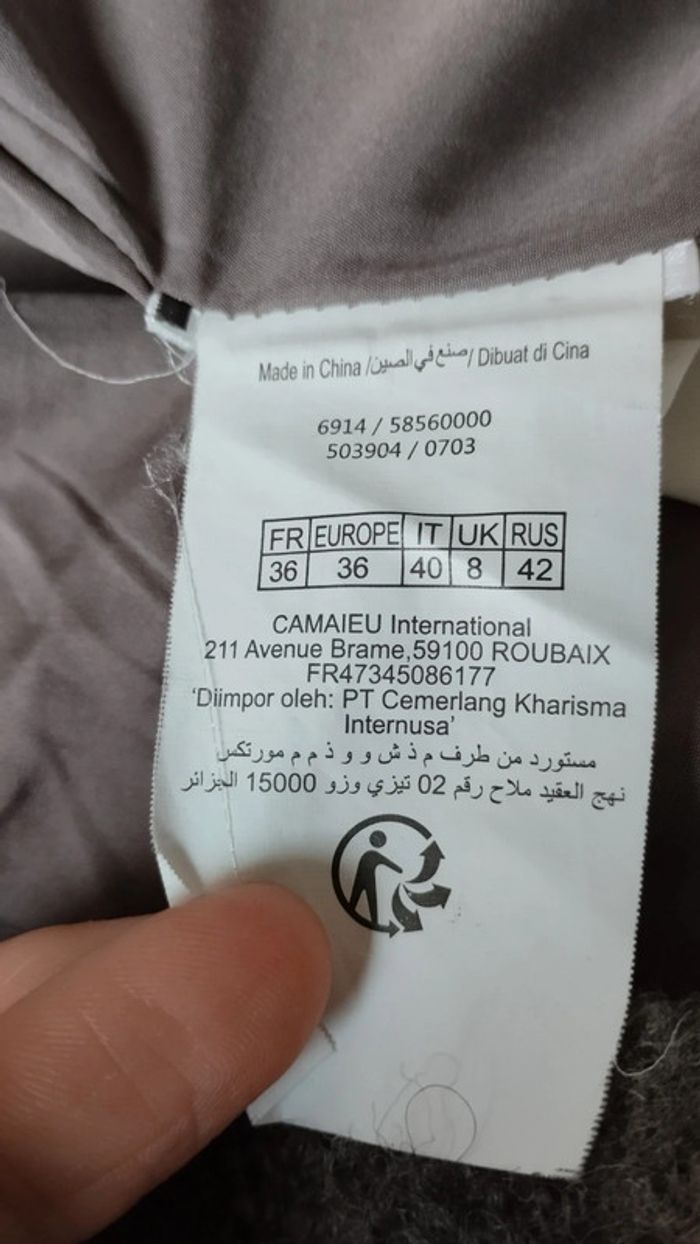 Made in China /صنع في الصين/ Dibuat di Cina
6914 / 58560000
503904 / 0703
FR EUROPE IT UK RUS
36 36 40 8 42
CAMAIEU International
211 Avenue Brame,59100 ROUBAIX
FR47345086177
'Diimpor oleh: PT Cemerlang Kharisma
Internusa'
مستورد من طرف م ذ ش و و ذ م م مورتكس
نهج العقيد ملاح رقم 02 تيزي وزو 15000 الجزائر